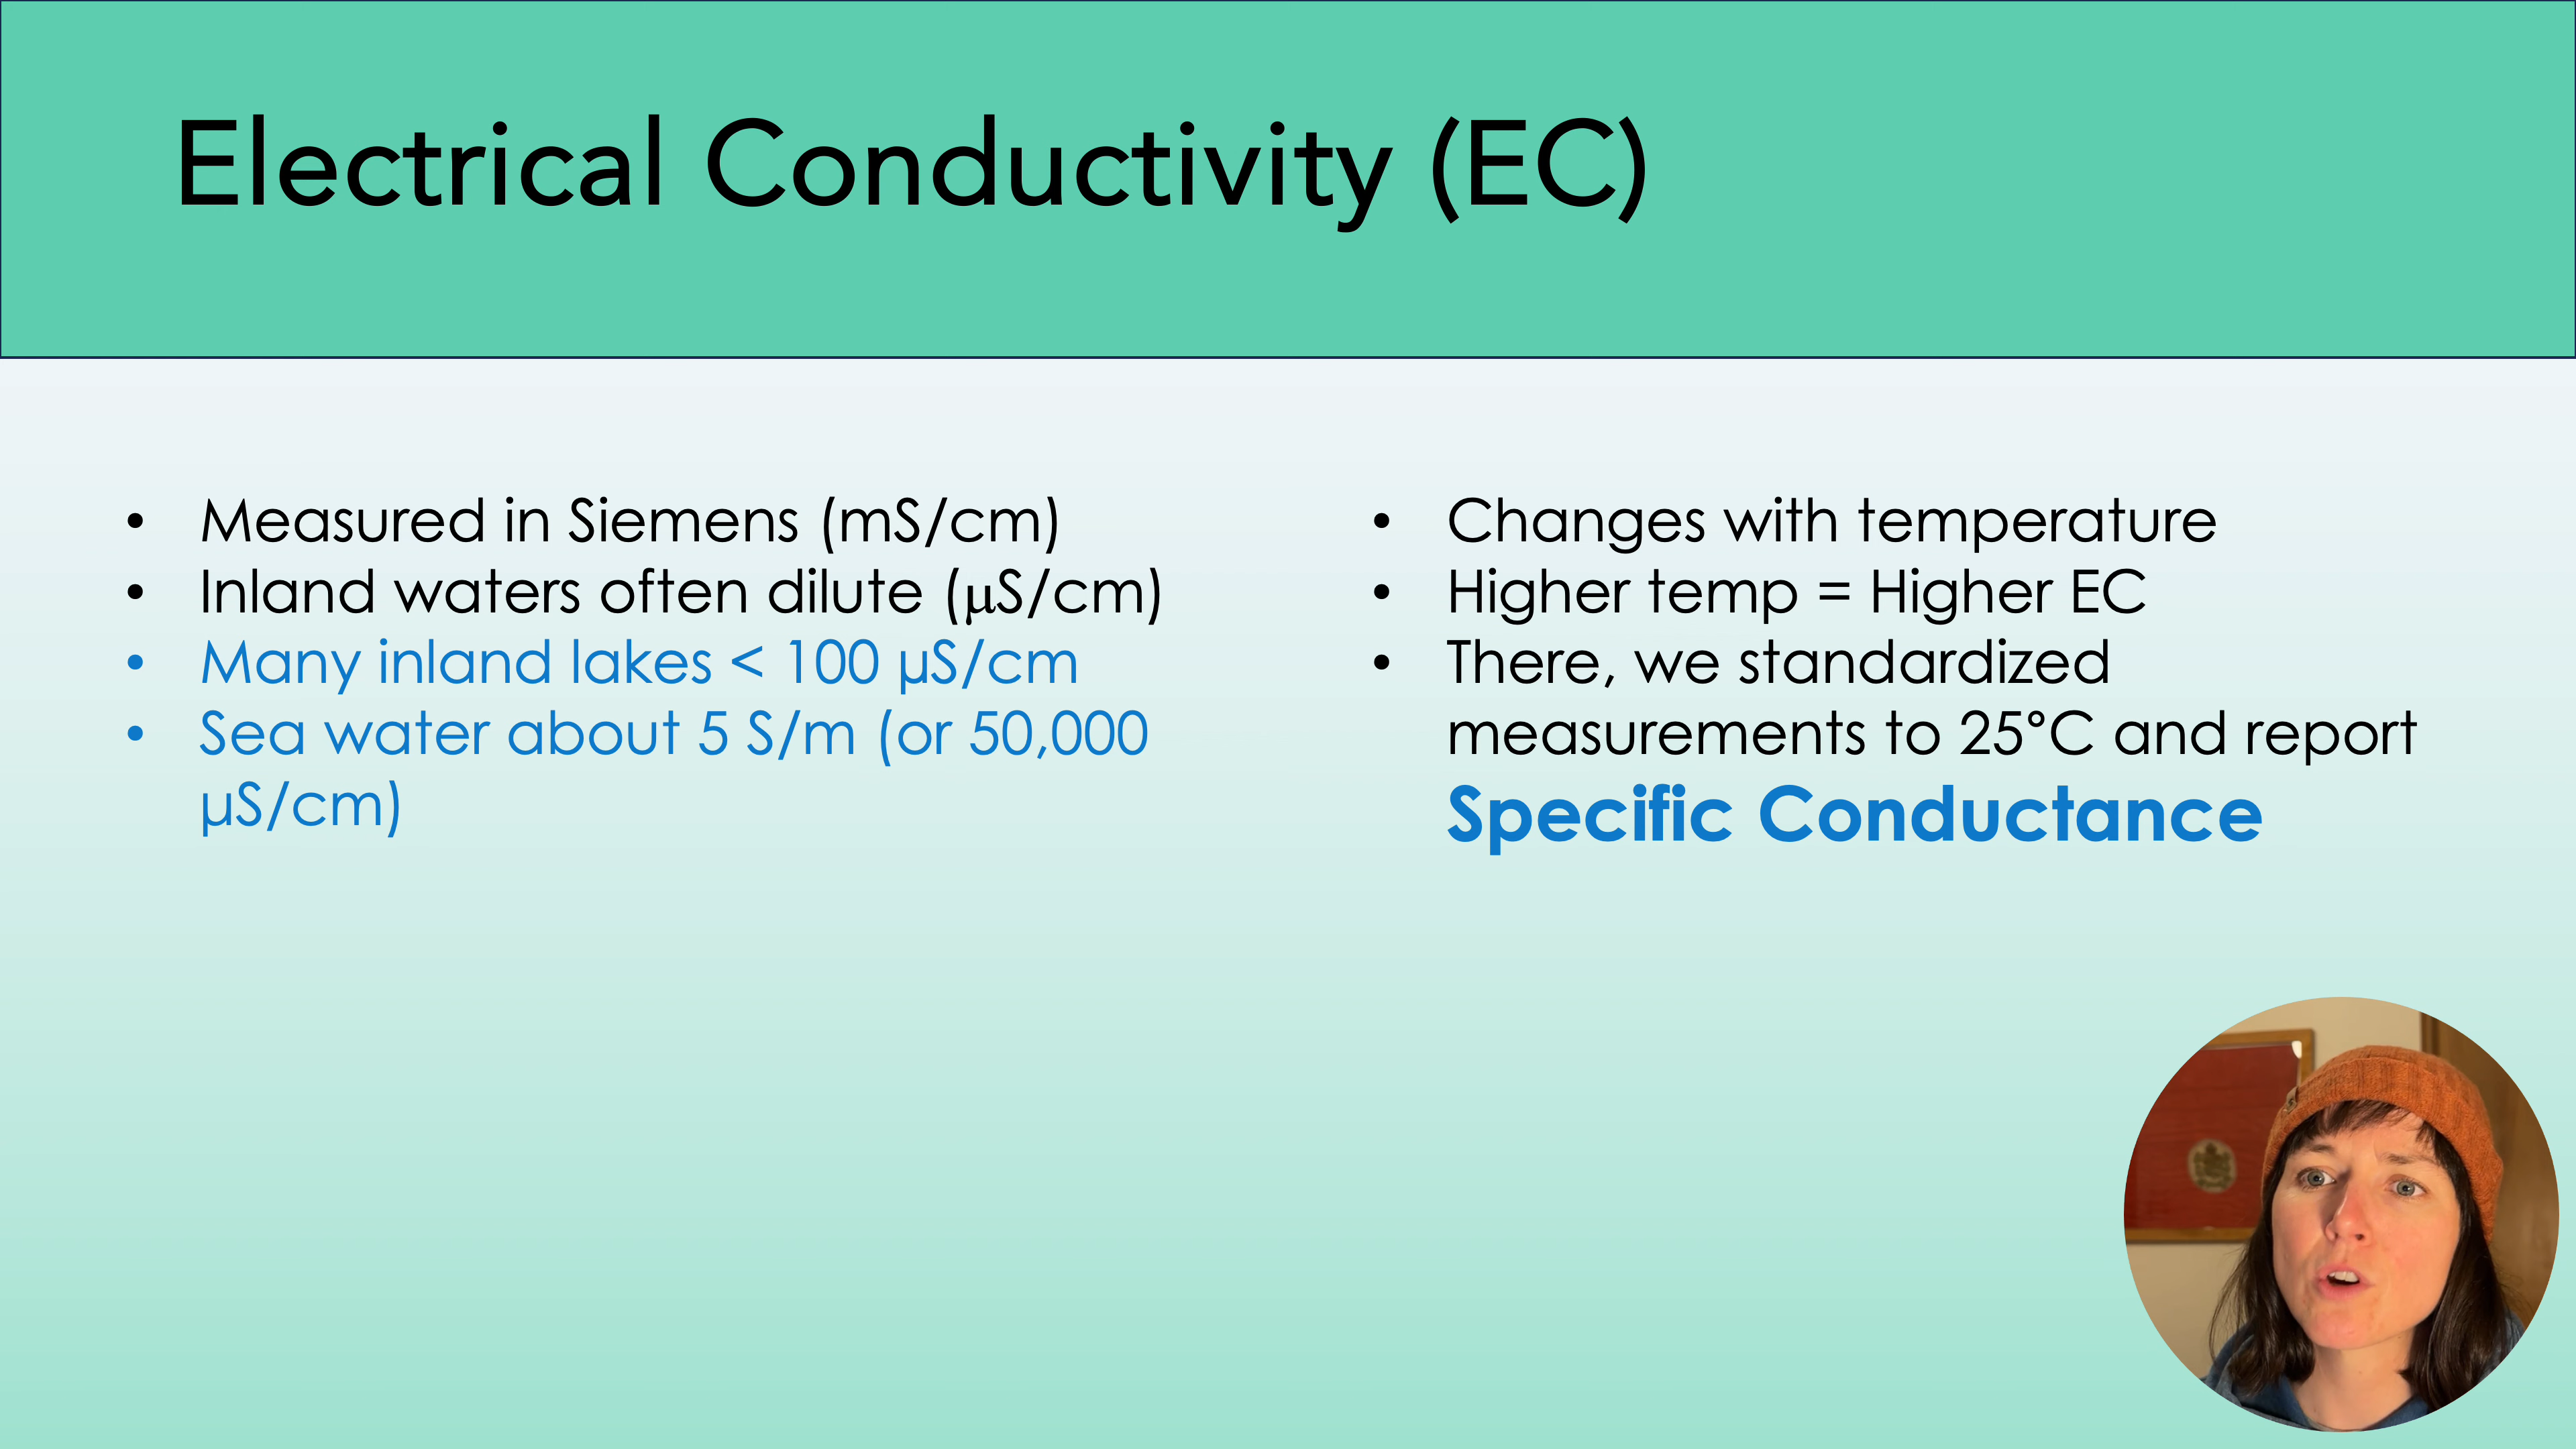 Electrical Conductivity (EC)
• Measured in Siemens (mS/cm)
• Inland waters often dilute (µS/cm)
• Many inland lakes < 100 µS/cm
• Sea water about 5 S/m (or 50,000
µS/cm)
• Changes with temperature
• Higher temp = Higher EC
• There, we standardized
measurements to 25°C and report
Specific Conductance